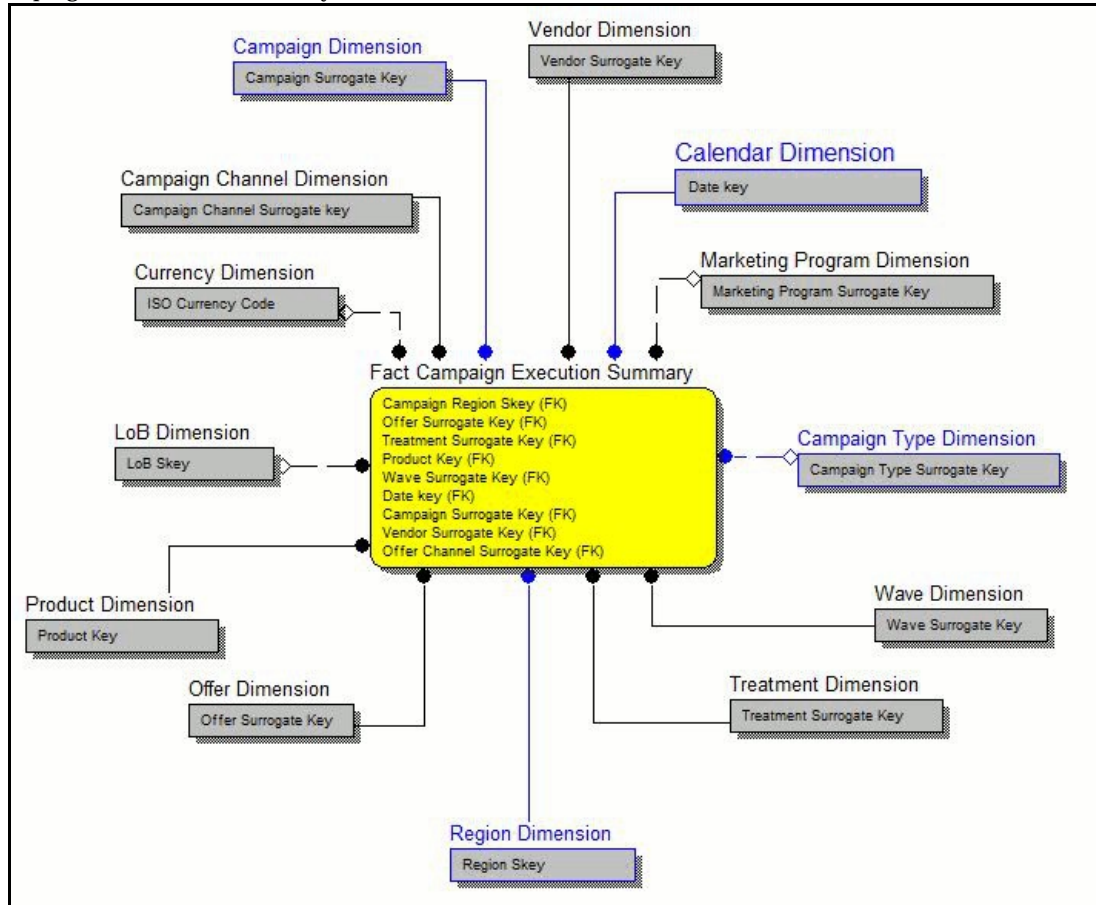 Vendor Dimension
Vendor Surrogate Key
Campaign Dimension
Campaign Surrogate Key
Calendar Dimension
Date key
Campaign Channel Dimension
Campaign Channel Surrogate key
Marketing Program Dimension
Marketing Program Surrogate Key
Currency Dimension
ISO Currency Code
Fact Campaign Execution Summary
Campaign Region Skey (FK)
Offer Surrogate Key (FK)
Treatment Surrogate Key (FK)
Product Key (FK)
Wave Surrogate Key (FK)
Date key (FK)
Campaign Surrogate Key (FK)
Vendor Surrogate Key (FK)
Offer Channel Surrogate Key (FK)
LoB Dimension
LoB Skey
Campaign Type Dimension
Campaign Type Surrogate Key
Product Dimension
Product Key
Wave Dimension
Wave Surrogate Key
Offer Dimension
Offer Surrogate Key
Treatment Dimension
Treatment Surrogate Key
Region Dimension
Region Skey